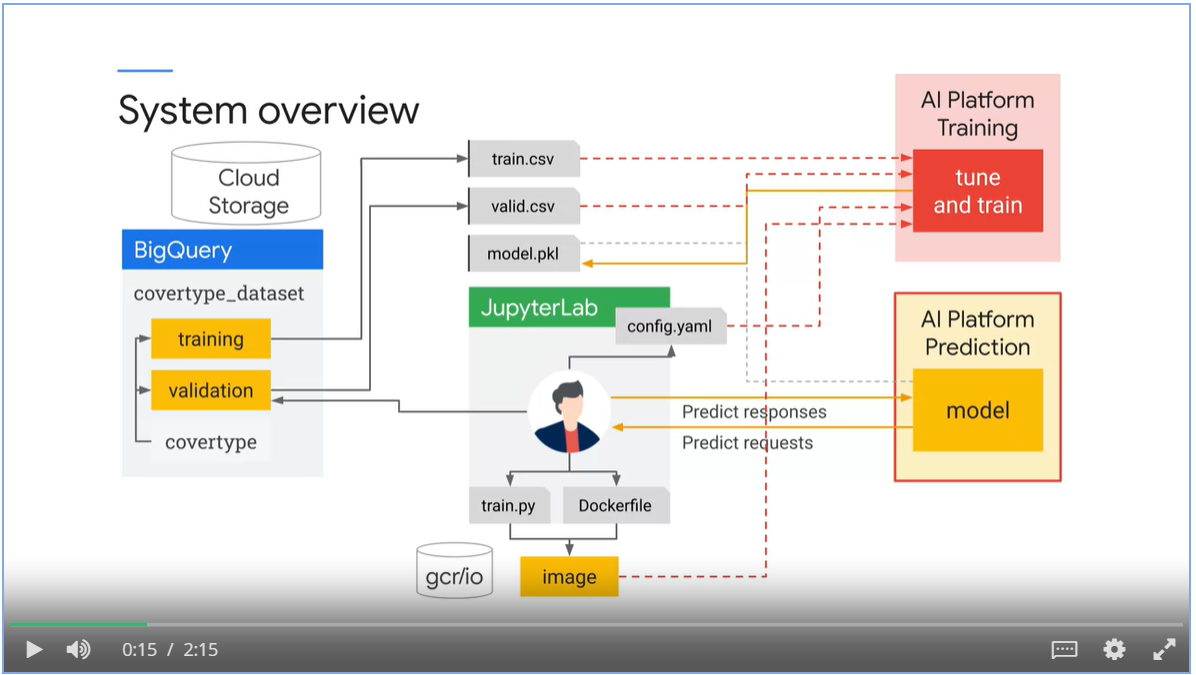 System overview
Cloud
Storage
BigQuery
covertype_dataset
training
validation
covertype
train.csv
valid.csv
model.pkl
JupyterLab
config.yaml
train.py
Dockerfile
gcr/io
image
Predict responses
Predict requests
AI Platform
Training
tune
and train
AI Platform
Prediction
model
0:15 / 2:15